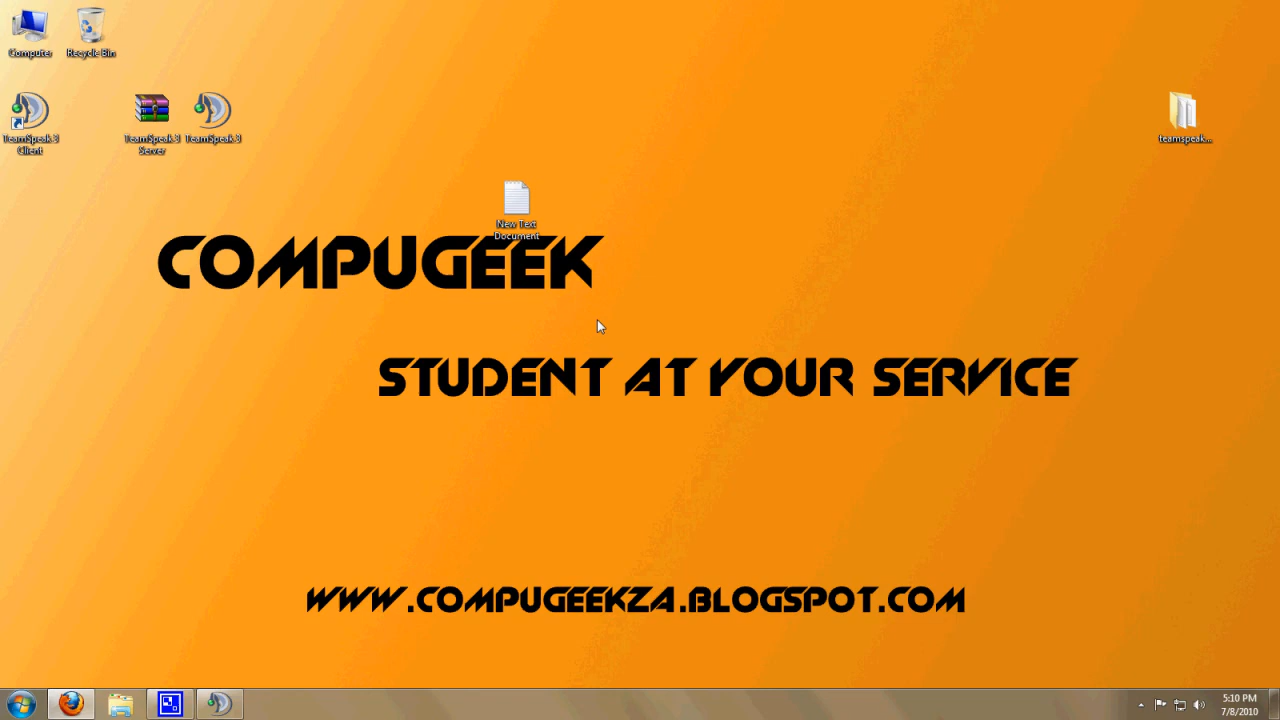 Computer
Recycle Bin
TeamSpeak 3
Client
TeamSpeak 3
Server
TeamSpeak 3
teamspeak...
New Text
Document
COMPUGEEK
STUDENT AT YOUR SERVICE
WWW.COMPUGEEKZA.BLOGSPOT.COM
5:10 PM
7/8/2010